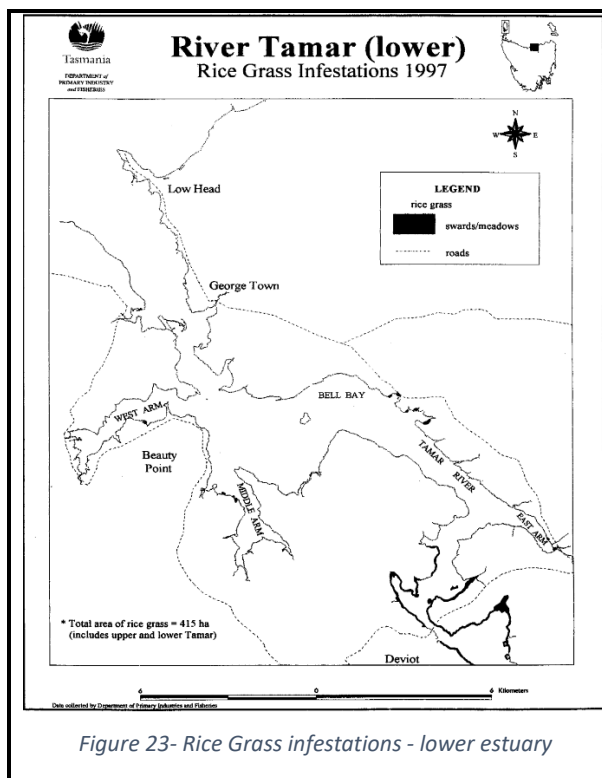 Tasmania
DEPARTMENT of
PRIMARY INDUSTRY
and FISHERIES
River Tamar (lower)
Rice Grass Infestations 1997
N
W E
S
Low Head
LEGEND
rice grass
swards/meadows
roads
George Town
BELL BAY
WEST ARM
TAMAR RIVER
Beauty
Point
MIDDLE ARM
EAST ARM
* Total area of rice grass = 415 ha
(includes upper and lower Tamar)
Deviot
6 0 6 Kilometers
Data collected by Department of Primary Industries and Fisheries
Figure 23- Rice Grass infestations - lower estuary